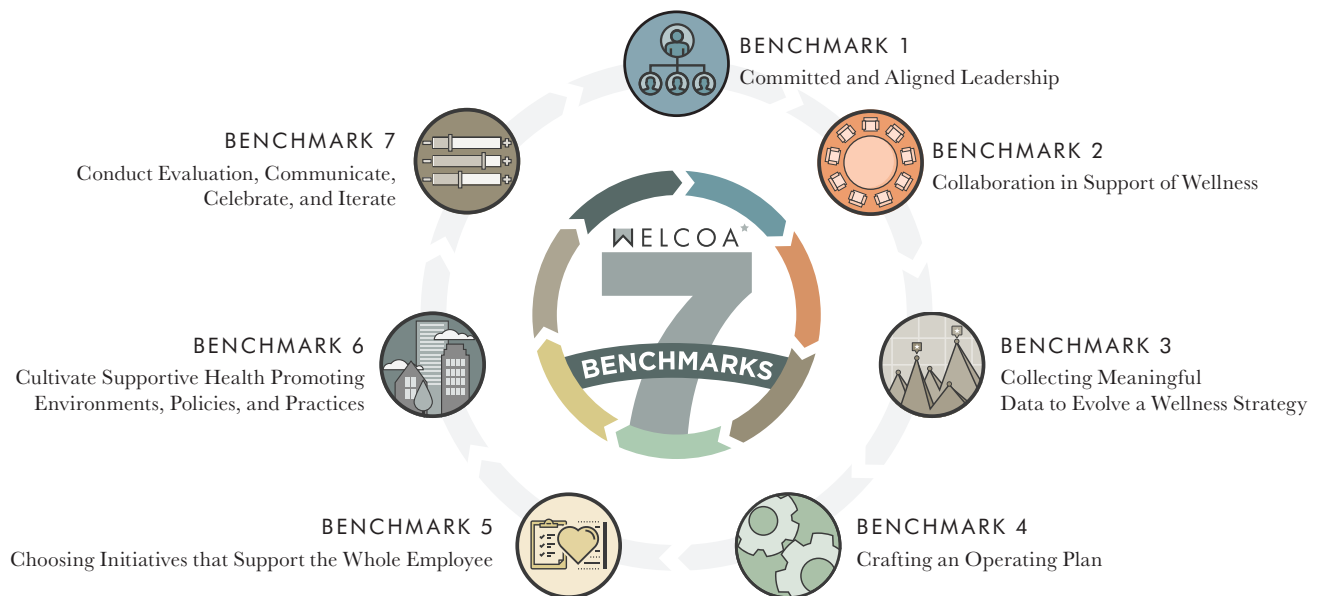 BENCHMARK 1
Committed and Aligned Leadership
BENCHMARK 2
Collaboration in Support of Wellness
BENCHMARK 3
Collecting Meaningful
Data to Evolve a Wellness Strategy
BENCHMARK 4
Crafting an Operating Plan
BENCHMARK 5
Choosing Initiatives that Support the Whole Employee
BENCHMARK 6
Cultivate Supportive Health Promoting
Environments, Policies, and Practices
BENCHMARK 7
Conduct Evaluation, Communicate,
Celebrate, and Iterate
WELCOA
7
BENCHMARKS